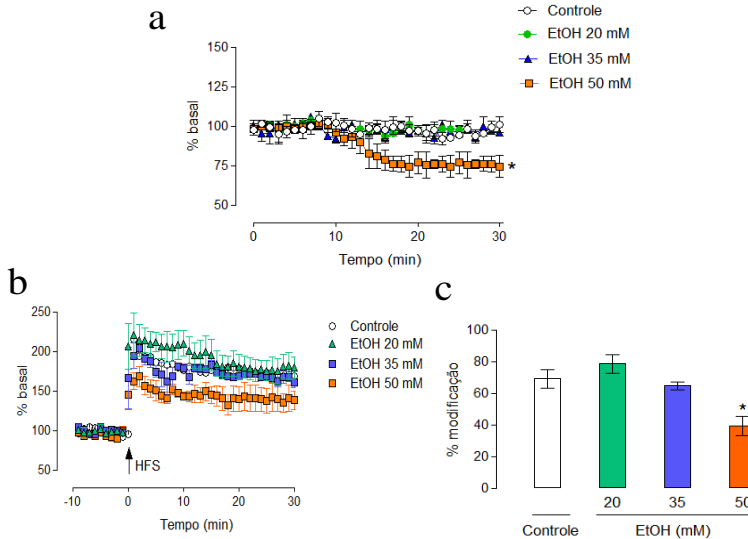 a
Controle
EtOH 20 mM
EtOH 35 mM
EtOH 50 mM
150
125
100
75
50
% basal
*
0
10
20
30
Tempo (min)
b
250
200
150
100
50
% basal
Controle
EtOH 20 mM
EtOH 35 mM
EtOH 50 mM
HFS
-10
0
10
20
30
Tempo (min)
c
100
80
60
40
20
0
% modificação
*
20
35
50
Controle
EtOH (mM)